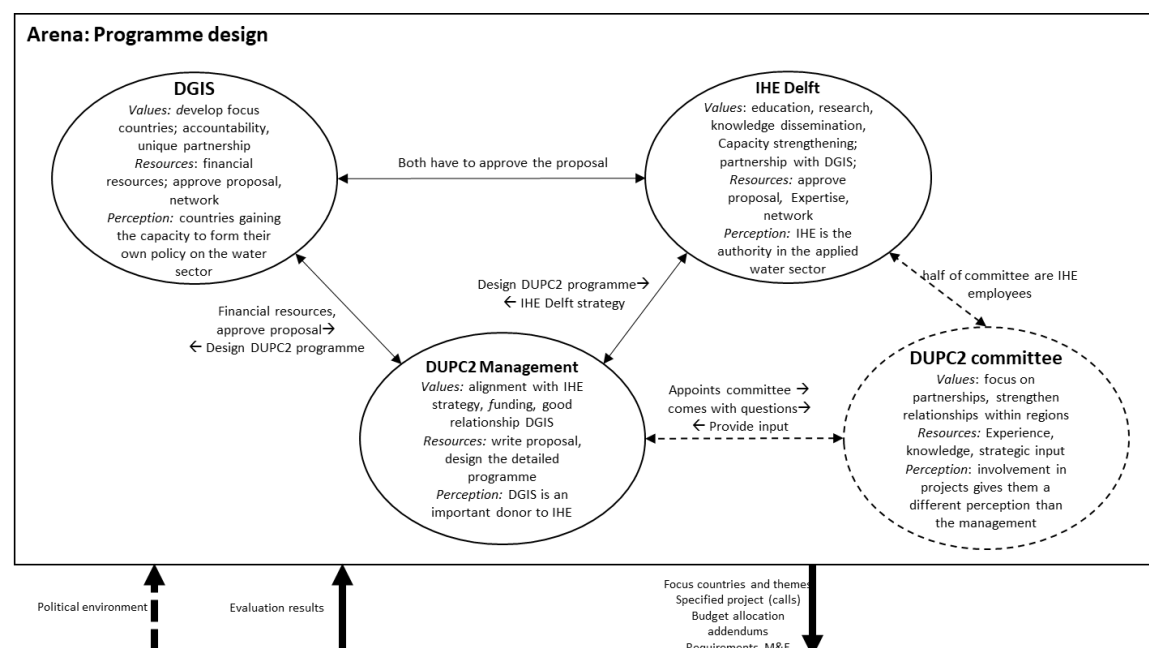 Arena: Programme design
DGIS
Values: develop focus
countries; accountability,
unique partnership
Resources: financial
resources; approve proposal,
network
Perception: countries gaining
the capacity to form their
own policy on the water
sector
Both have to approve the proposal
IHE Delft
Values: education, research,
knowledge dissemination,
Capacity strengthening;
partnership with DGIS;
Resources: approve
proposal, Expertise,
network
Perception: IHE is the
authority in the applied
water sector
Financial resources,
approve proposal→
← Design DUPC2 programme
Design DUPC2 programme→
← IHE Delft strategy
half of committee are IHE
employees
DUPC2 Management
Values: alignment with IHE
strategy, funding, good
relationship DGIS
Resources: write proposal,
design the detailed
programme
Perception: DGIS is an
important donor to IHE
Appoints committee →
comes with questions→
← Provide input
DUPC2 committee
Values: focus on
partnerships, strengthen
relationships within regions
Resources: Experience,
knowledge, strategic input
Perception: involvement in
projects gives them a
different perception than
the management
Political environment
Evaluation results
Focus countries and themes
Specified project (calls)
Budget allocation
addendums
Requirements M&E